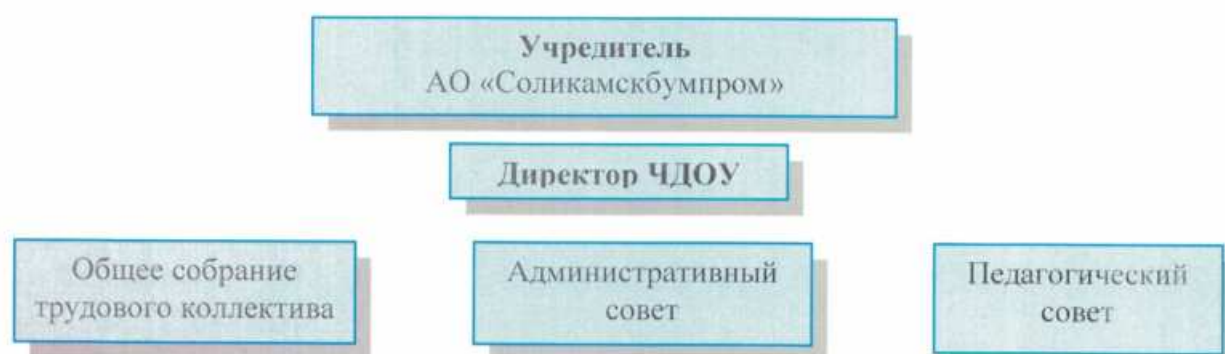 Учредитель
АО «Соликамскбумпром»
Директор ЧДОУ
Общее собрание
трудового коллектива
Административный
совет
Педагогический
совет